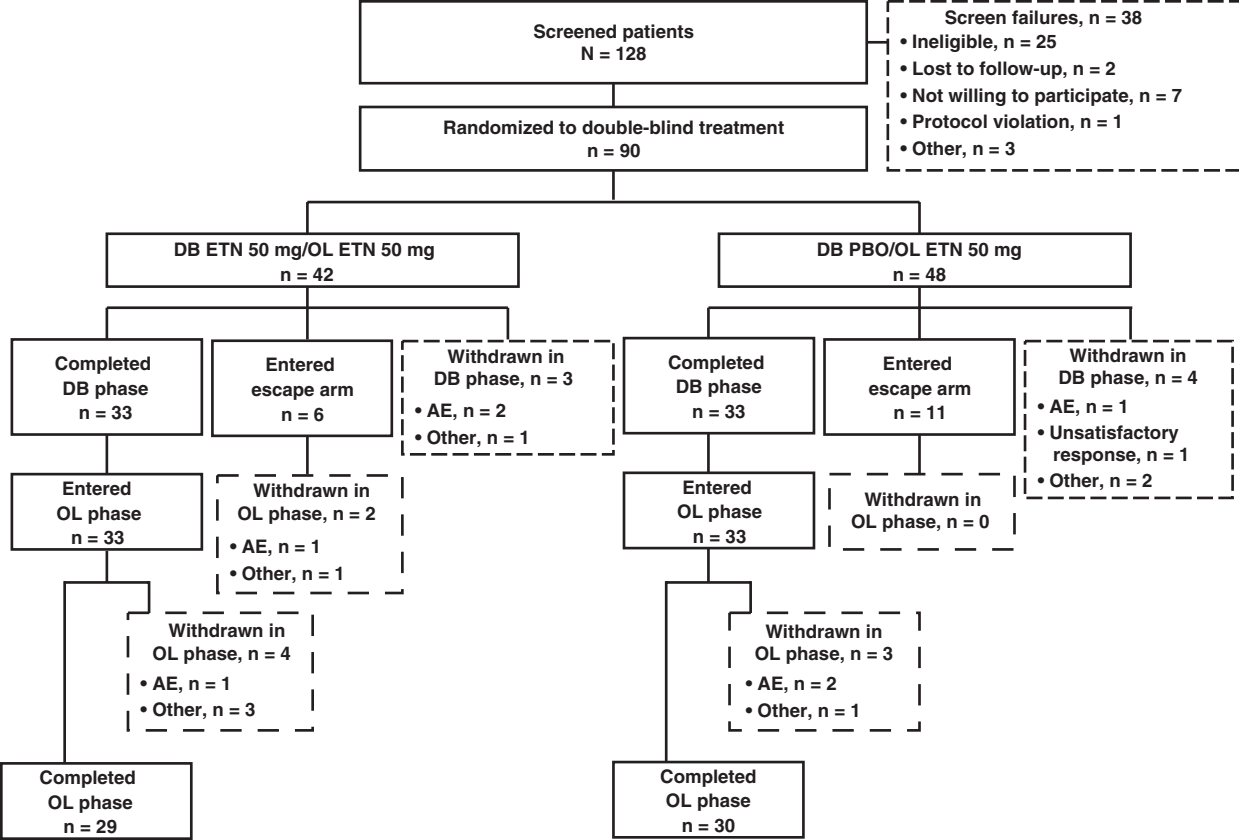 Screened patients
N = 128
Screen failures, n = 38
• Ineligible, n = 25
• Lost to follow-up, n = 2
• Not willing to participate, n = 7
• Protocol violation, n = 1
• Other, n = 3
Randomized to double-blind treatment
n = 90
DB ETN 50 mg/OL ETN 50 mg
n = 42
DB PBO/OL ETN 50 mg
n = 48
Completed
DB phase
n = 33
Entered
escape arm
n = 6
Withdrawn in
DB phase, n = 3
• AE, n = 2
• Other, n = 1
Completed
DB phase
n = 33
Entered
escape arm
n = 11
Withdrawn in
DB phase, n = 4
• AE, n = 1
• Unsatisfactory
response, n = 1
• Other, n = 2
Entered
OL phase
n = 33
Withdrawn in
OL phase, n = 2
• AE, n = 1
• Other, n = 1
Entered
OL phase
n = 33
Withdrawn in
OL phase, n = 0
Withdrawn in
OL phase, n = 4
• AE, n = 1
• Other, n = 3
Withdrawn in
OL phase, n = 3
• AE, n = 2
• Other, n = 1
Completed
OL phase
n = 29
Completed
OL phase
n = 30